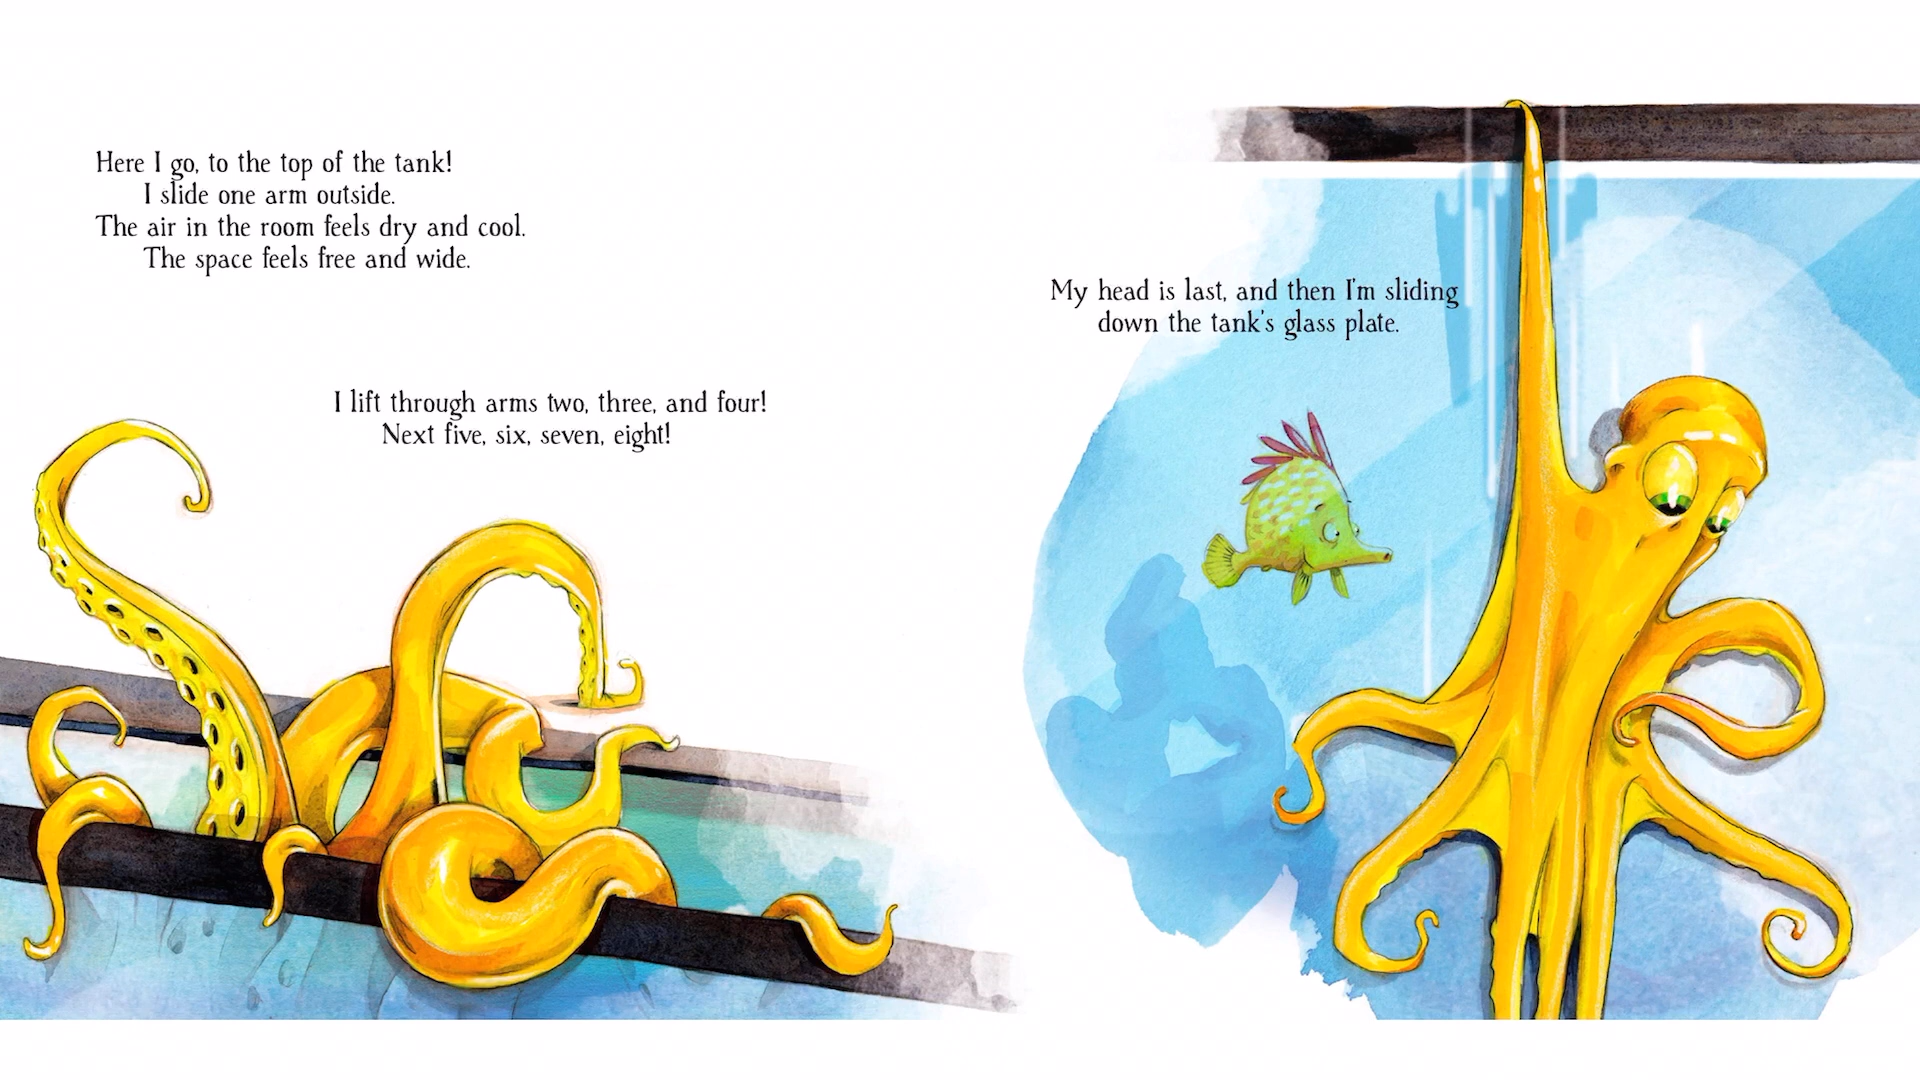 Here I go, to the top of the tank!
I slide one arm outside.
The air in the room feels dry and cool.
The space feels free and wide.
I lift through arms two, three, and four!
Next five, six, seven, eight!
My head is last, and then I'm sliding
down the tank's glass plate.